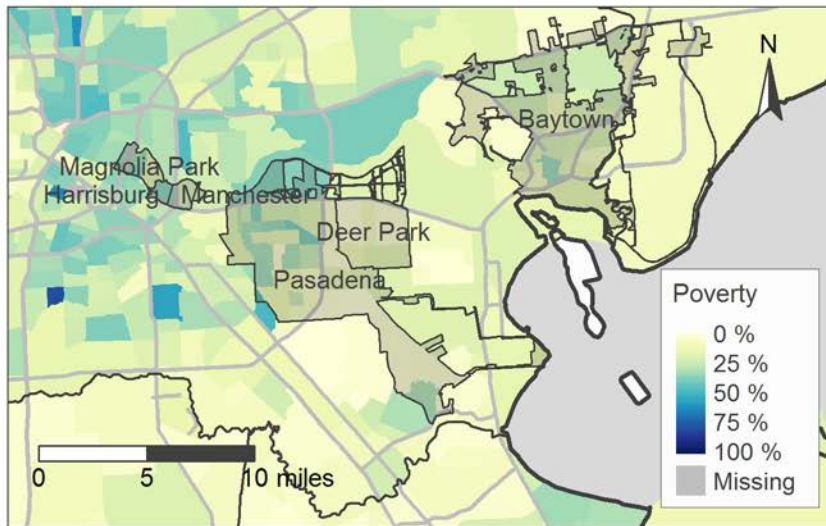 N
Baytown
Magnolia Park
Harrisburg Manchester
Deer Park
Pasadena
Poverty
0 %
25 %
50 %
75 %
100 %
Missing
0 5 10 miles